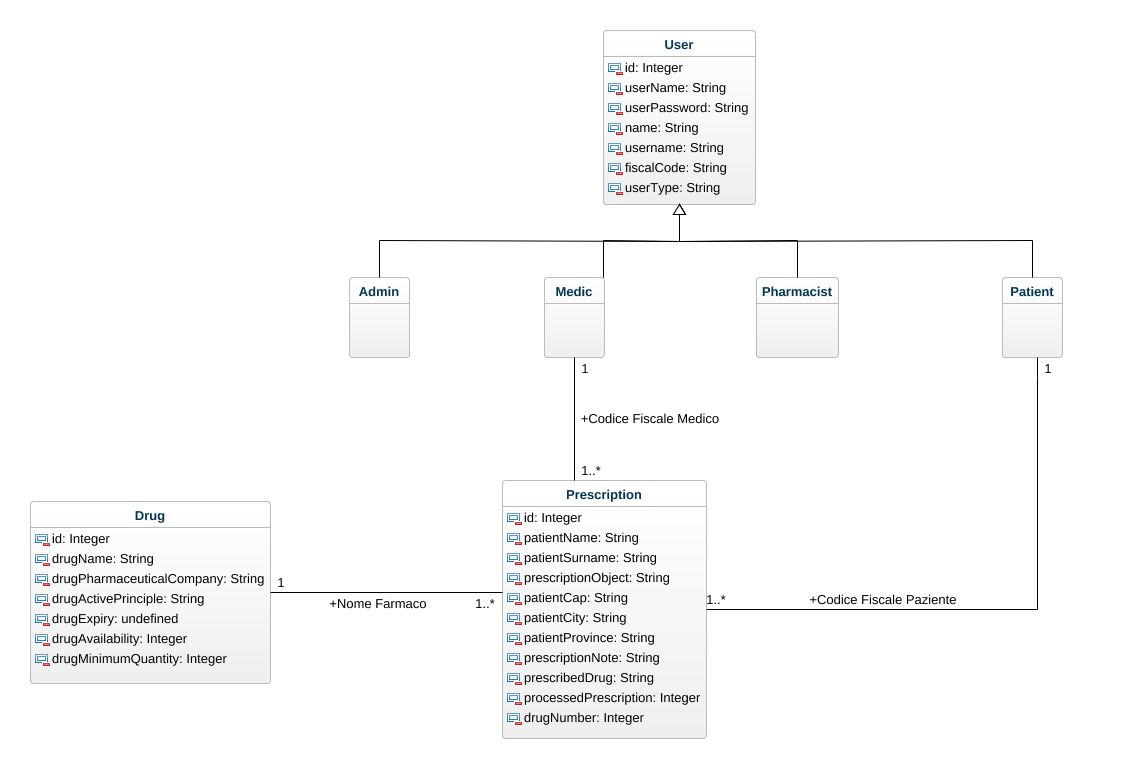 User
id: Integer
userName: String
userPassword: String
name: String
username: String
fiscalCode: String
userType: String
Admin
Medic
Pharmacist
Patient
1
1
+Codice Fiscale Medico
1..*
Prescription
id: Integer
patientName: String
patientSurname: String
prescriptionObject: String
patientCap: String
patientCity: String
patientProvince: String
prescriptionNote: String
prescribedDrug: String
processedPrescription: Integer
drugNumber: Integer
Drug
id: Integer
drugName: String
drugPharmaceuticalCompany: String
drugActivePrinciple: String
drugExpiry: undefined
drugAvailability: Integer
drugMinimumQuantity: Integer
1
+Nome Farmaco
1..*
1..*
+Codice Fiscale Paziente